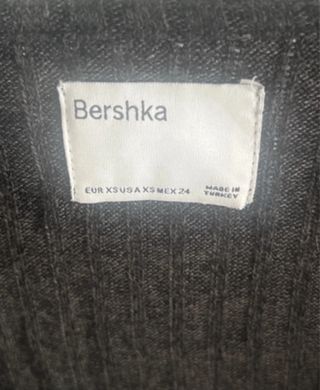 Bershka
EUR XS USA XS MEX 24
MADE IN
TURKEY